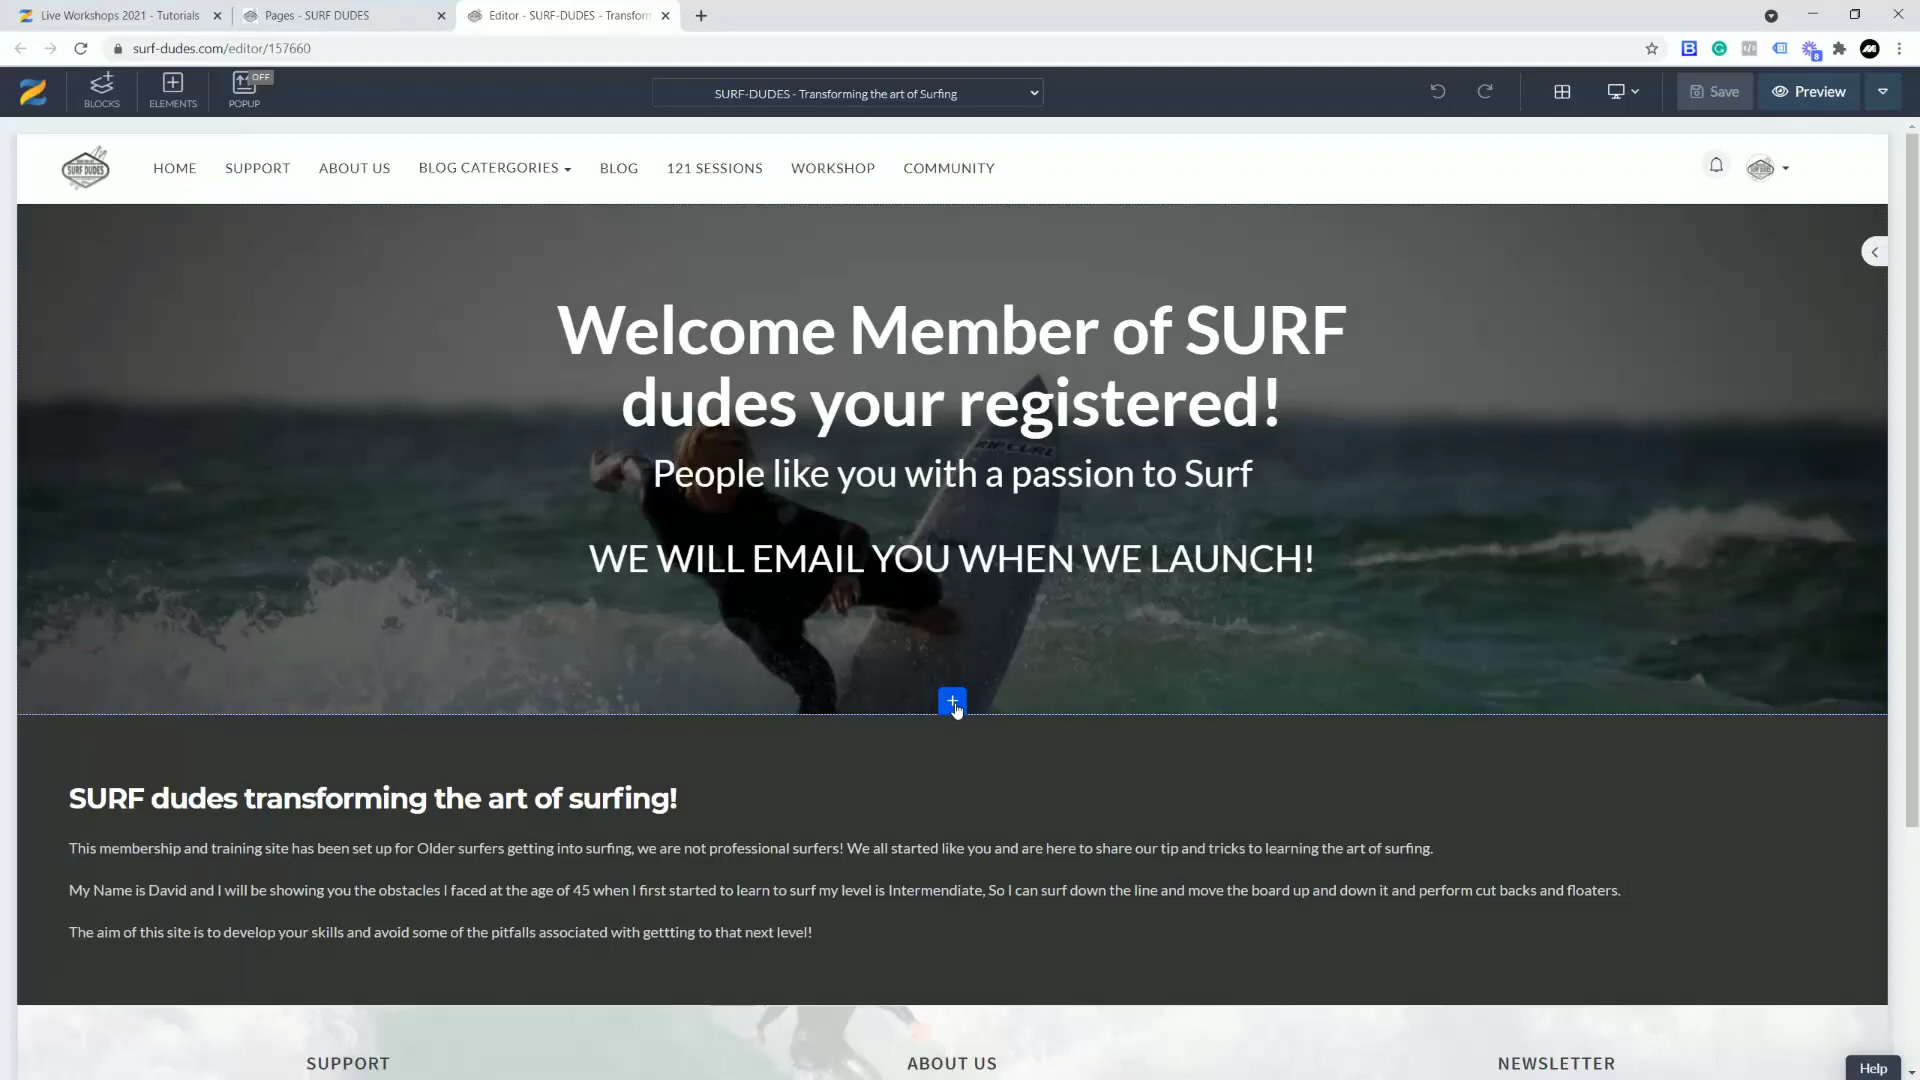 Live Workshops 2021 - Tutorials
Pages - SURF DUDES
Editor - SURF-DUDES - Transform
surf-dudes.com/editor/157660
8
BLOCKS
ELEMENTS
OFF
POPUP
SURF-DUDES - Transforming the art of Surfing
Save
Preview
SURF DUDES
HOME
SUPPORT
ABOUT US
BLOG CATERGORIES
BLOG
121 SESSIONS
WORKSHOP
COMMUNITY
Welcome Member of SURF
dudes your registered!
RIP CURL
People like you with a passion to Surf
WE WILL EMAIL YOU WHEN WE LAUNCH!
SURF dudes transforming the art of surfing!
This membership and training site has been set up for Older surfers getting into surfing, we are not professional surfers! We all started like you and are here to share our tip and tricks to learning the art of surfing.
My Name is David and I will be showing you the obstacles I faced at the age of 45 when I first started to learn to surf my level is Intermendiate, So I can surf down the line and move the board up and down it and perform cut backs and floaters.
The aim of this site is to develop your skills and avoid some of the pitfalls associated with gettting to that next level!
SUPPORT
ABOUT US
NEWSLETTER
Help